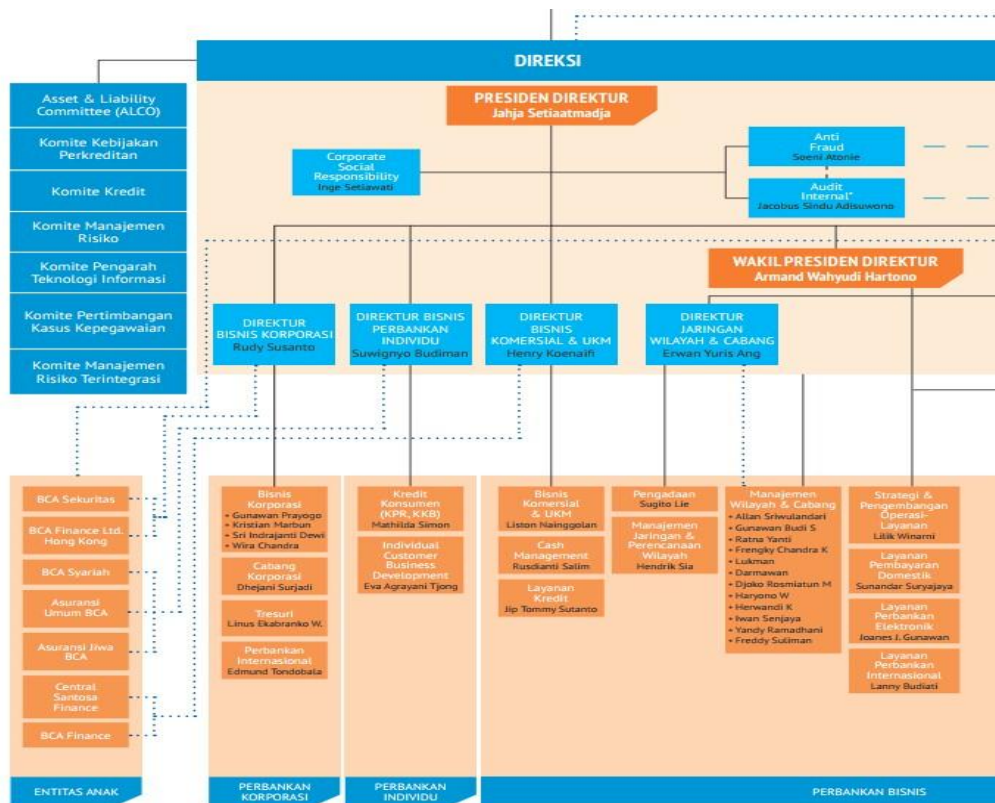 DIREKSI
Asset & Liability
Committee (ALCO)
Komite Kebijakan
Perkreditan
Komite Kredit
Komite Manajemen
Risiko
Komite Pengarah
Teknologi Informasi
Komite Pertimbangan
Kasus Kepegawaian
Komite Manajemen
Risiko Terintegrasi
PRESIDEN DIREKTUR
Jahja Setiaatmadja
Corporate
Social
Responsibility
Inge Setiawati
Anti
Fraud
Soeni Atonie
Audit
Internal*
Jacobus Sindu Adisuwono
WAKIL PRESIDEN DIREKTUR
Armand Wahyudi Hartono
DIREKTUR
BISNIS KORPORASI
Rudy Susanto
DIREKTUR BISNIS
PERBANKAN
INDIVIDU
Suwignyo Budiman
DIREKTUR
BISNIS
KOMERSIAL & UKM
Henry Koenaifi
DIREKTUR
JARINGAN
WILAYAH & CABANG
Erwan Yuris Ang
BCA Sekuritas
BCA Finance Ltd.
Hong Kong
BCA Syariah
Asuransi
Umum BCA
Asuransi Jiwa
BCA
Central
Santosa
Finance
BCA Finance
ENTITAS ANAK
Bisnis
Korporasi
• Gunawan Prayogo
• Kristian Marbun
• Sri Indrajanti Dewi
• Wira Chandra
Cabang
Korporasi
Dhejani Surjadi
Tresuri
Linus Ekabranko W.
Perbankan
Internasional
Edmund Tondobala
PERBANKAN
KORPORASI
Kredit
Konsumen
(KPR, KKB)
Mathilda Simon
Individual
Customer
Business
Development
Eva Agrayani Tjong
PERBANKAN
INDIVIDU
Bisnis
Komersial
& UKM
Liston Nainggolan
Cash
Management
Rusdianti Salim
Layanan
Kredit
Jip Tommy Sutanto
Pengadaan
Sugito Lie
Manajemen
Jaringan &
Perencanaan
Wilayah
Hendrik Sia
Manajemen
Wilayah & Cabang
• Allan Sriwulandari
• Gunawan Budi S
• Ratna Yanti
• Frengky Chandra K
• Lukman
• Darmawan
• Djoko Rosmiatun M
• Haryono W
• Herwandi K
• Iwan Senjaya
• Yandy Ramadhani
• Freddy Suliman
Strategi &
Pengembangan
Operasi-
Layanan
Lilik Winarni
Layanan
Pembayaran
Domestik
Sunandar Suryajaya
Layanan
Perbankan
Elektronik
Joanes J. Gunawan
Layanan
Perbankan
Internasional
Lanny Budiati
PERBANKAN BISNIS